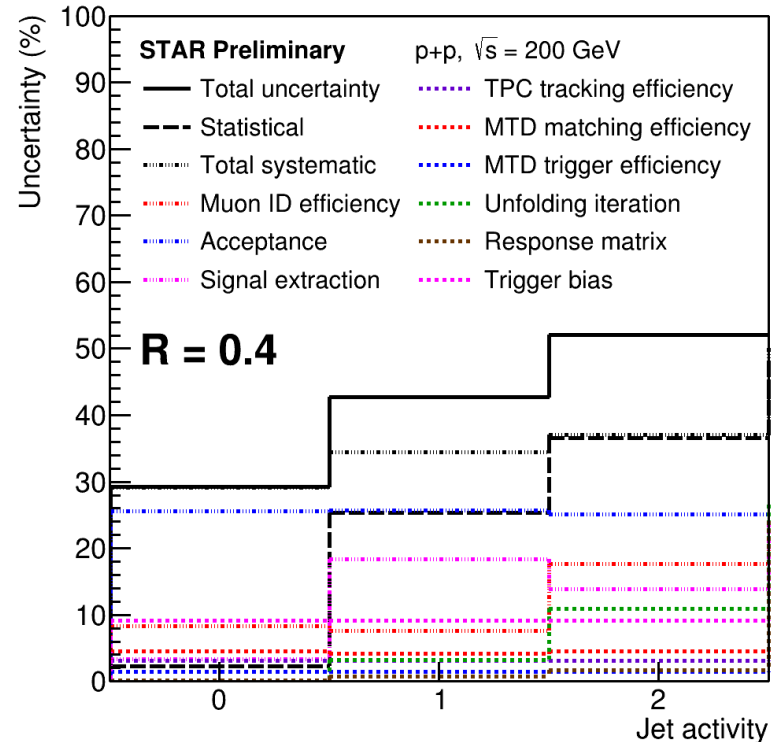 Uncertainty (%)
100
90
80
70
60
50
40
30
20
10
0
STAR Preliminary
p+p, √s = 200 GeV
Total uncertainty
Statistical
Total systematic
Muon ID efficiency
Acceptance
Signal extraction
TPC tracking efficiency
MTD matching efficiency
MTD trigger efficiency
Unfolding iteration
Response matrix
Trigger bias
R = 0.4
0 1 2
Jet activity